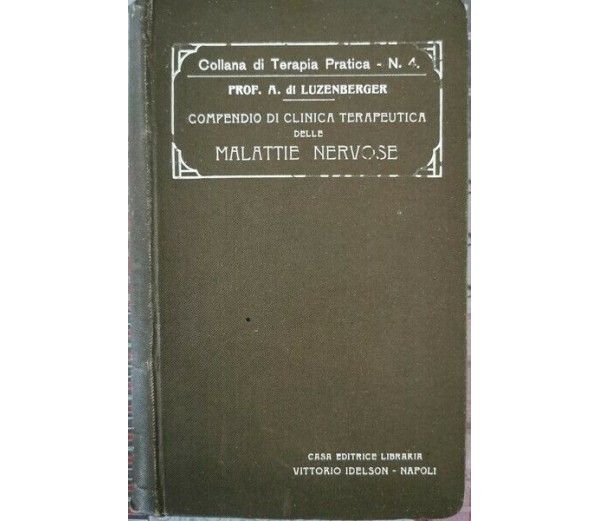 Collana di Terapia Pratica - N. 4.
PROF. A. di LUZENBERGER
COMPENDIO DI CLINICA TERAPEUTICA
DELLE
MALATTIE NERVOSE
CASA EDITRICE LIBRARIA
VITTORIO IDELSON - NAPOLI